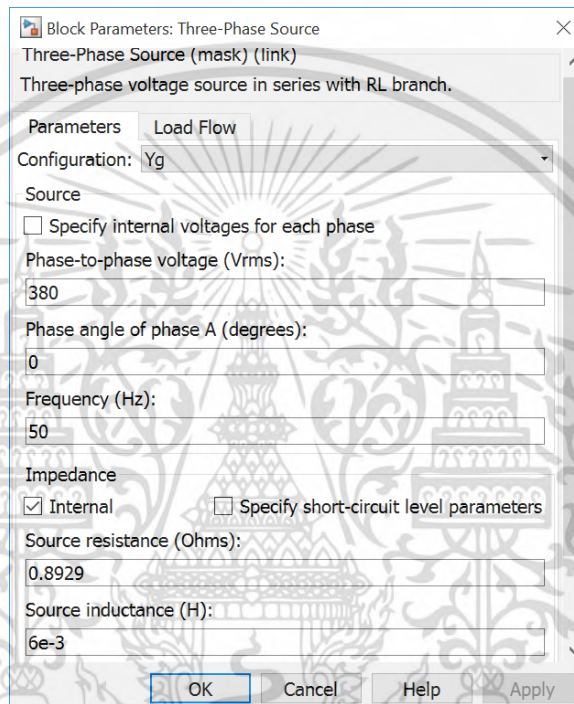 Block Parameters: Three-Phase Source
Three-Phase Source (mask) (link)
Three-phase voltage source in series with RL branch.
Parameters Load Flow
Configuration: Yg
Source
Specify internal voltages for each phase
Phase-to-phase voltage (Vrms):
380
Phase angle of phase A (degrees):
0
Frequency (Hz):
50
Impedance
Internal Specify short-circuit level parameters
Source resistance (Ohms):
0.8929
Source inductance (H):
6e-3
OK Cancel Help Apply